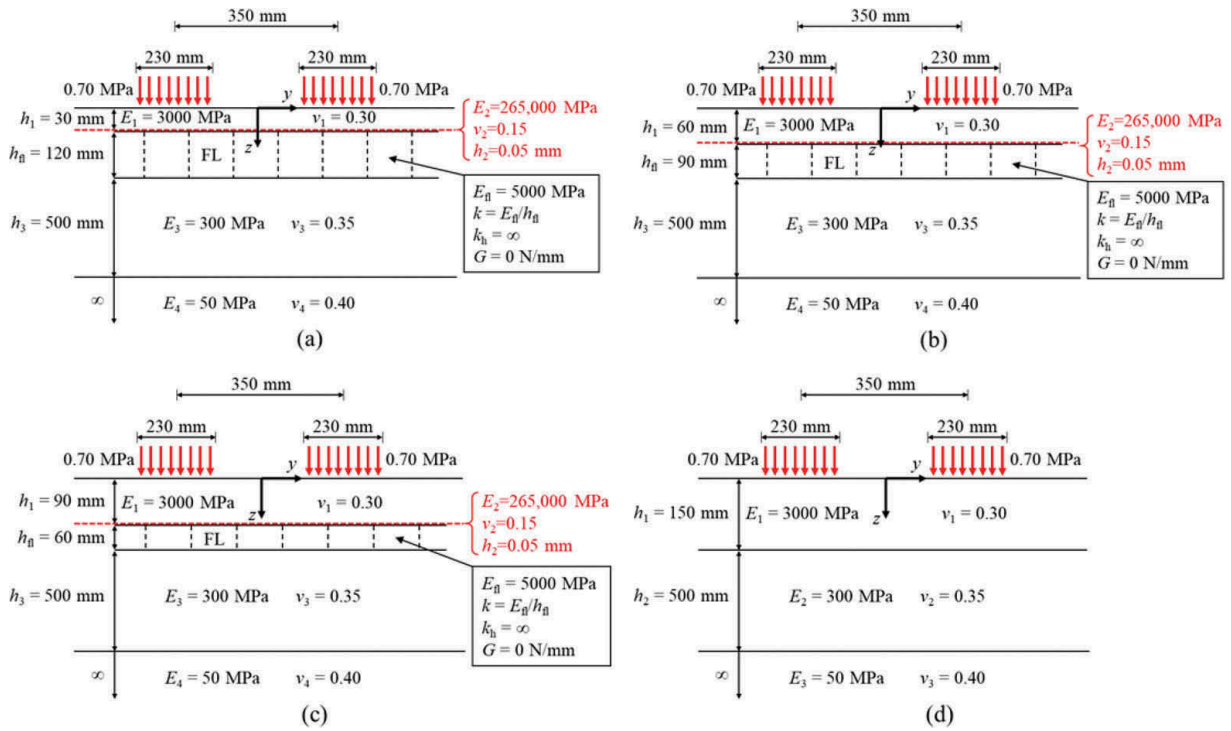 350 mm
230 mm 230 mm
0.70 MPa 0.70 MPa
y
h₁ = 30 mm E₁ = 3000 MPa v₁ = 0.30
E₂=265,000 MPa
v₂=0.15
h₂=0.05 mm
z
hfl = 120 mm FL
Efl = 5000 MPa
k = Efl/hfl
kh = ∞
G = 0 N/mm
h₃ = 500 mm E₃ = 300 MPa v₃ = 0.35
∞ E₄ = 50 MPa v₄ = 0.40
(a)
350 mm
230 mm 230 mm
0.70 MPa 0.70 MPa
y
h₁ = 60 mm E₁ = 3000 MPa v₁ = 0.30
E₂=265,000 MPa
v₂=0.15
h₂=0.05 mm
z
hfl = 90 mm FL
Efl = 5000 MPa
k = Efl/hfl
kh = ∞
G = 0 N/mm
h₃ = 500 mm E₃ = 300 MPa v₃ = 0.35
∞ E₄ = 50 MPa v₄ = 0.40
(b)
350 mm
230 mm 230 mm
0.70 MPa 0.70 MPa
y
h₁ = 90 mm E₁ = 3000 MPa v₁ = 0.30
z
E₂=265,000 MPa
v₂=0.15
h₂=0.05 mm
hfl = 60 mm FL
Efl = 5000 MPa
k = Efl/hfl
kh = ∞
G = 0 N/mm
h₃ = 500 mm E₃ = 300 MPa v₃ = 0.35
∞ E₄ = 50 MPa v₄ = 0.40
(c)
350 mm
230 mm 230 mm
0.70 MPa 0.70 MPa
y
h₁ = 150 mm E₁ = 3000 MPa z v₁ = 0.30
h₂ = 500 mm E₂ = 300 MPa v₂ = 0.35
∞ E₃ = 50 MPa v₃ = 0.40
(d)